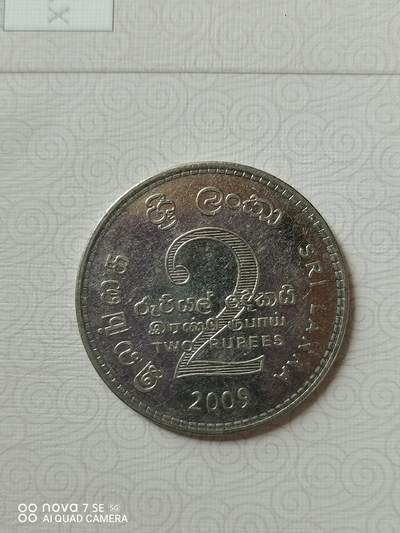 X
ශ්‍රී ලංකා
இலங்கை
SRI LANKA
2
රුපියල් දෙකයි
இரண்டு ரூபாய்
TWO RUPEES
2009
nova 7 SE 5G
AI QUAD CAMERA